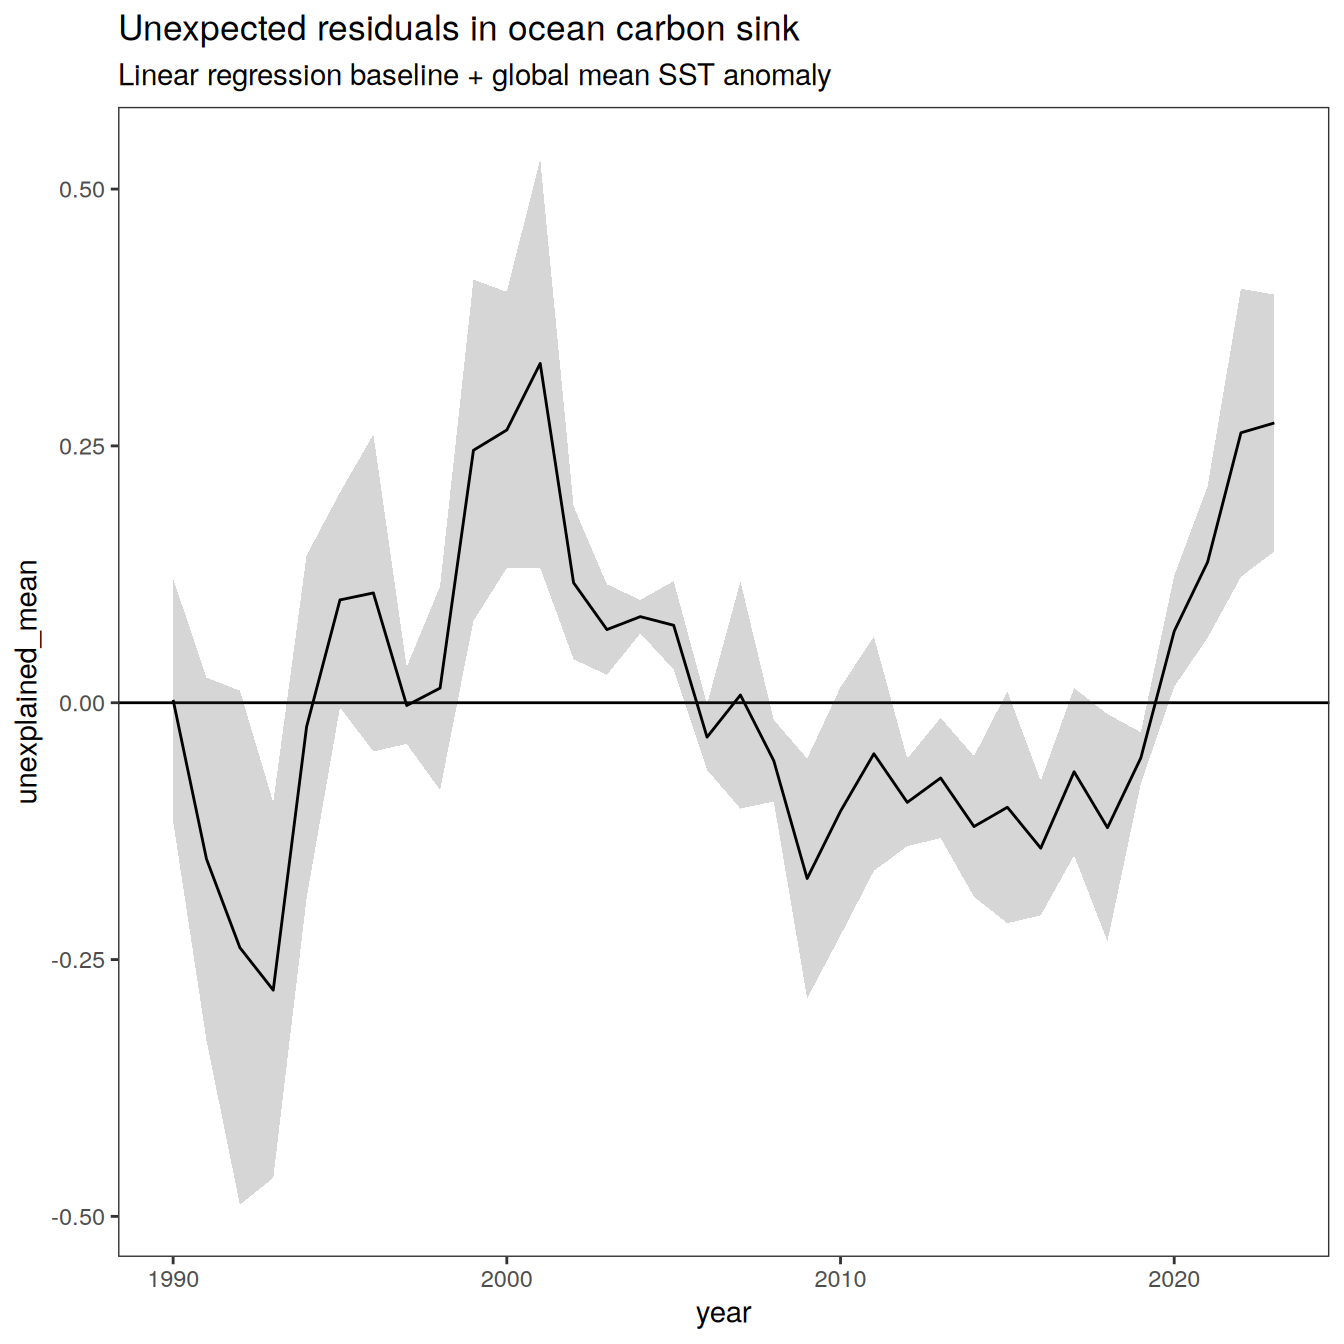 Unexpected residuals in ocean carbon sink
Linear regression baseline + global mean SST anomaly
0.50
0.25
0.00
-0.25
-0.50
unexplained_mean
1990 2000 2010 2020
year